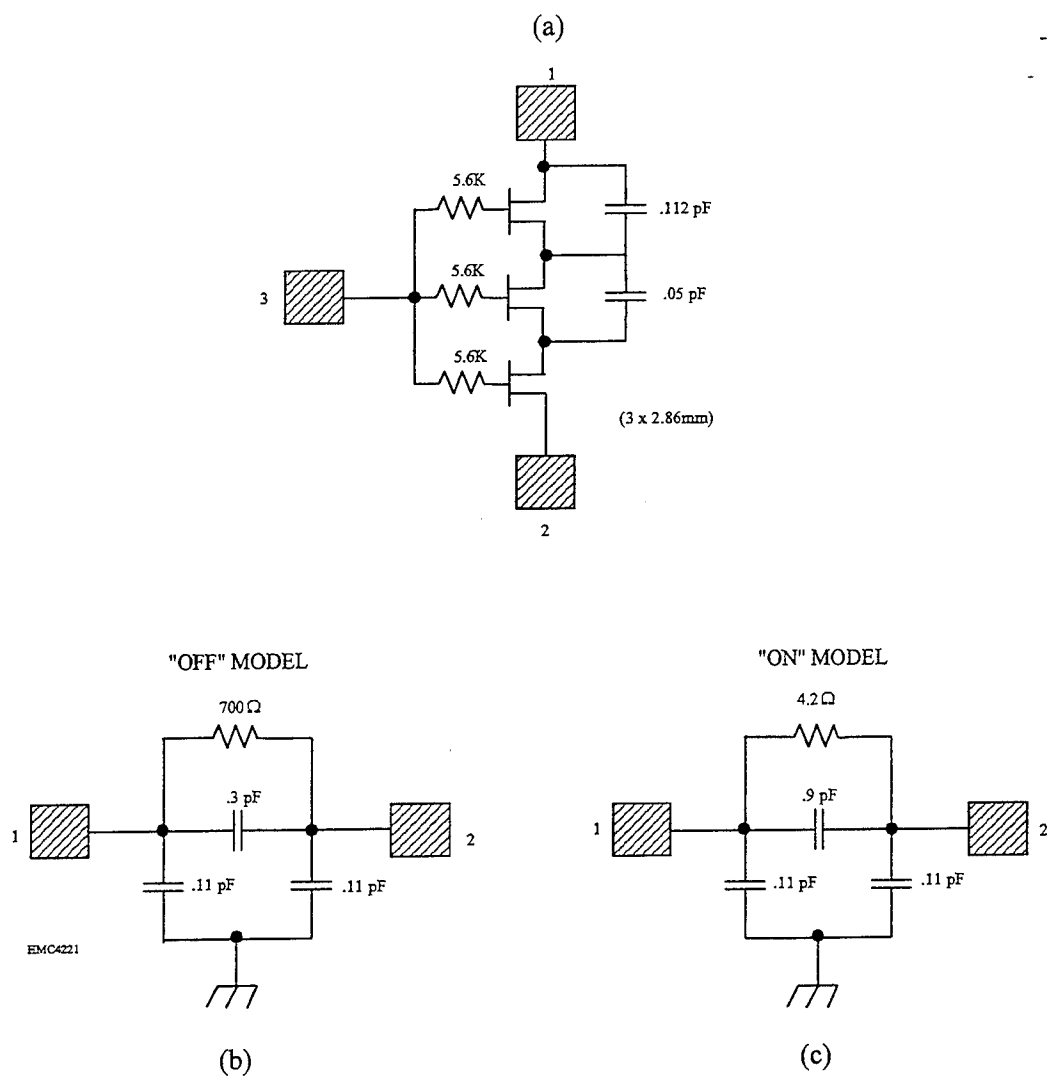 (a)
1
5.6K
.112 pF
5.6K
3
.05 pF
5.6K
(3 x 2.86mm)
2
"OFF" MODEL
700 Ω
.3 pF
1
2
.11 pF
.11 pF
EMC4221
(b)
"ON" MODEL
4.2 Ω
.9 pF
1
2
.11 pF
.11 pF
(c)